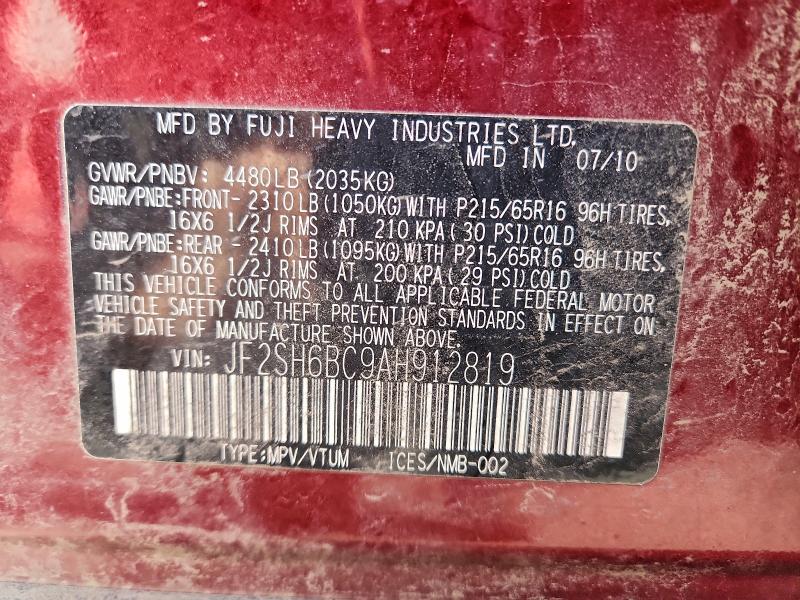 MFD BY FUJI HEAVY INDUSTRIES LTD.
MFD IN 07/10
GVWR/PNBV: 4480LB(2035KG)
GAWR/PNBE:FRONT- 2310LB(1050KG)WITH P215/65R16 96H TIRES,
16X6 1/2J RIMS AT 210 KPA(30 PSI)COLD
GAWR/PNBE:REAR - 2410LB(1095KG)WITH P215/65R16 96H TIRES,
16X6 1/2J RIMS AT 200 KPA(29 PSI)COLD
THIS VEHICLE CONFORMS TO ALL APPLICABLE FEDERAL MOTOR
VEHICLE SAFETY AND THEFT PREVENTION STANDARDS IN EFFECT ON
THE DATE OF MANUFACTURE SHOWN ABOVE.
VIN: JF2SH6BC9AH912819
TYPE:MPV/VTUM ICES/NMB-002